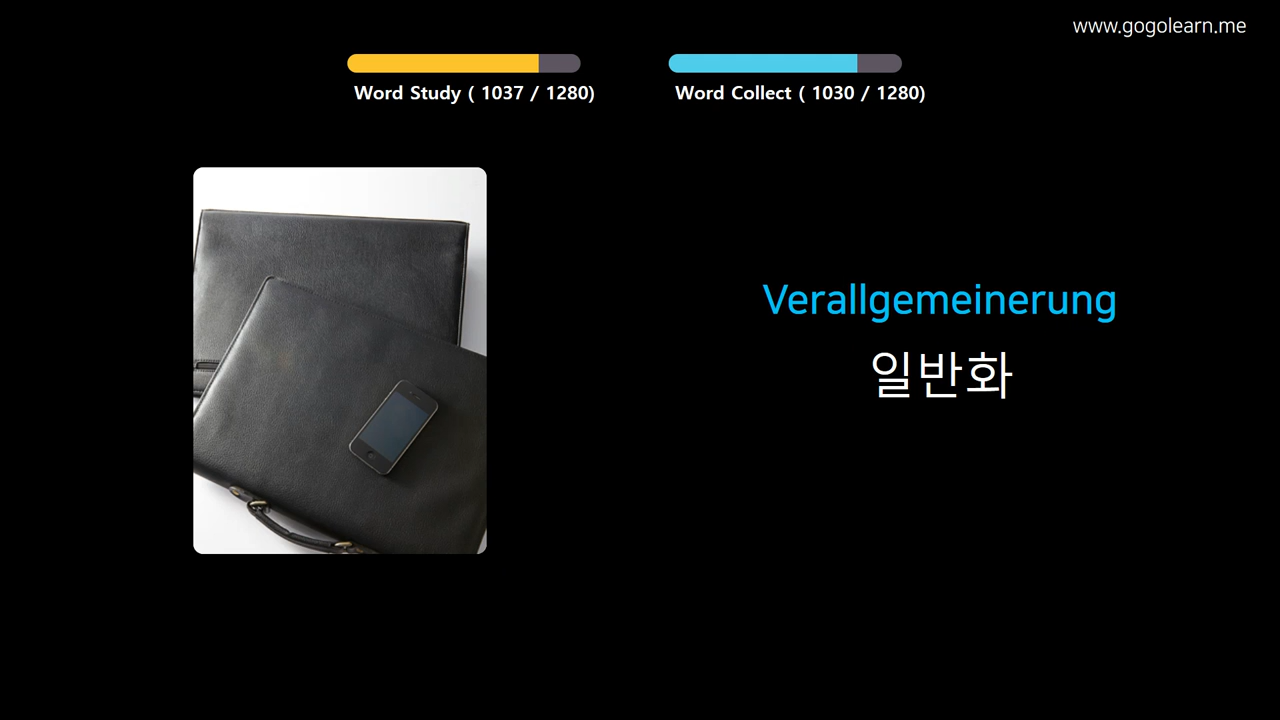 www.gogolearn.me
Word Study ( 1037 / 1280)
Word Collect ( 1030 / 1280)
Verallgemeinerung
일반화